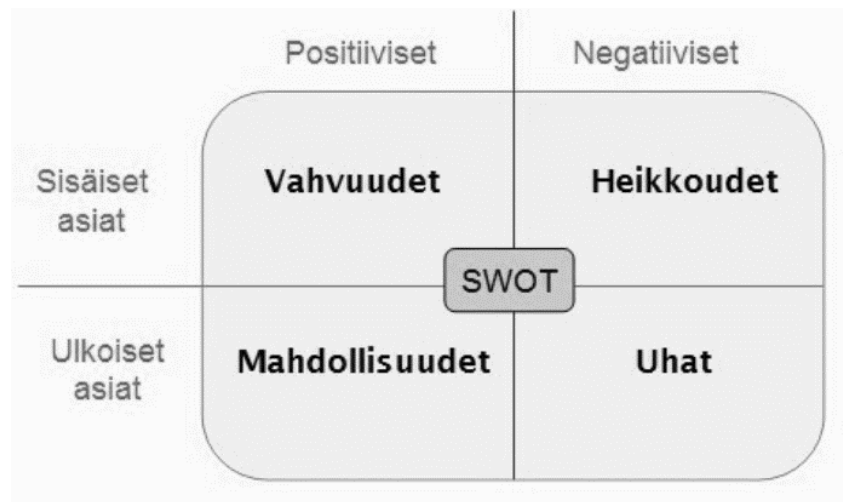 Positiiviset
Negatiiviset
Sisäiset
asiat
Vahvuudet
Heikkoudet
SWOT
Ulkoiset
asiat
Mahdollisuudet
Uhat